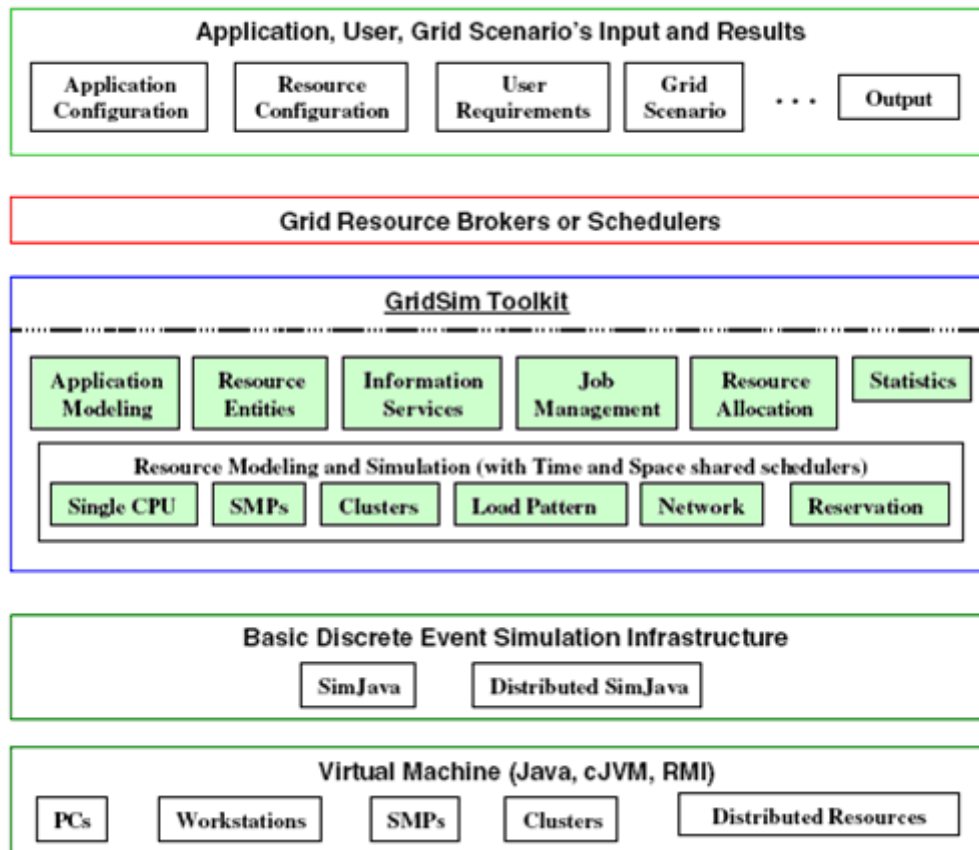 Application, User, Grid Scenario's Input and Results
Application
Configuration
Resource
Configuration
User
Requirements
Grid
Scenario
. . .
Output
Grid Resource Brokers or Schedulers
GridSim Toolkit
Application
Modeling
Resource
Entities
Information
Services
Job
Management
Resource
Allocation
Statistics
Resource Modeling and Simulation (with Time and Space shared schedulers)
Single CPU
SMPs
Clusters
Load Pattern
Network
Reservation
Basic Discrete Event Simulation Infrastructure
SimJava
Distributed SimJava
Virtual Machine (Java, cJVM, RMI)
PCs
Workstations
SMPs
Clusters
Distributed Resources